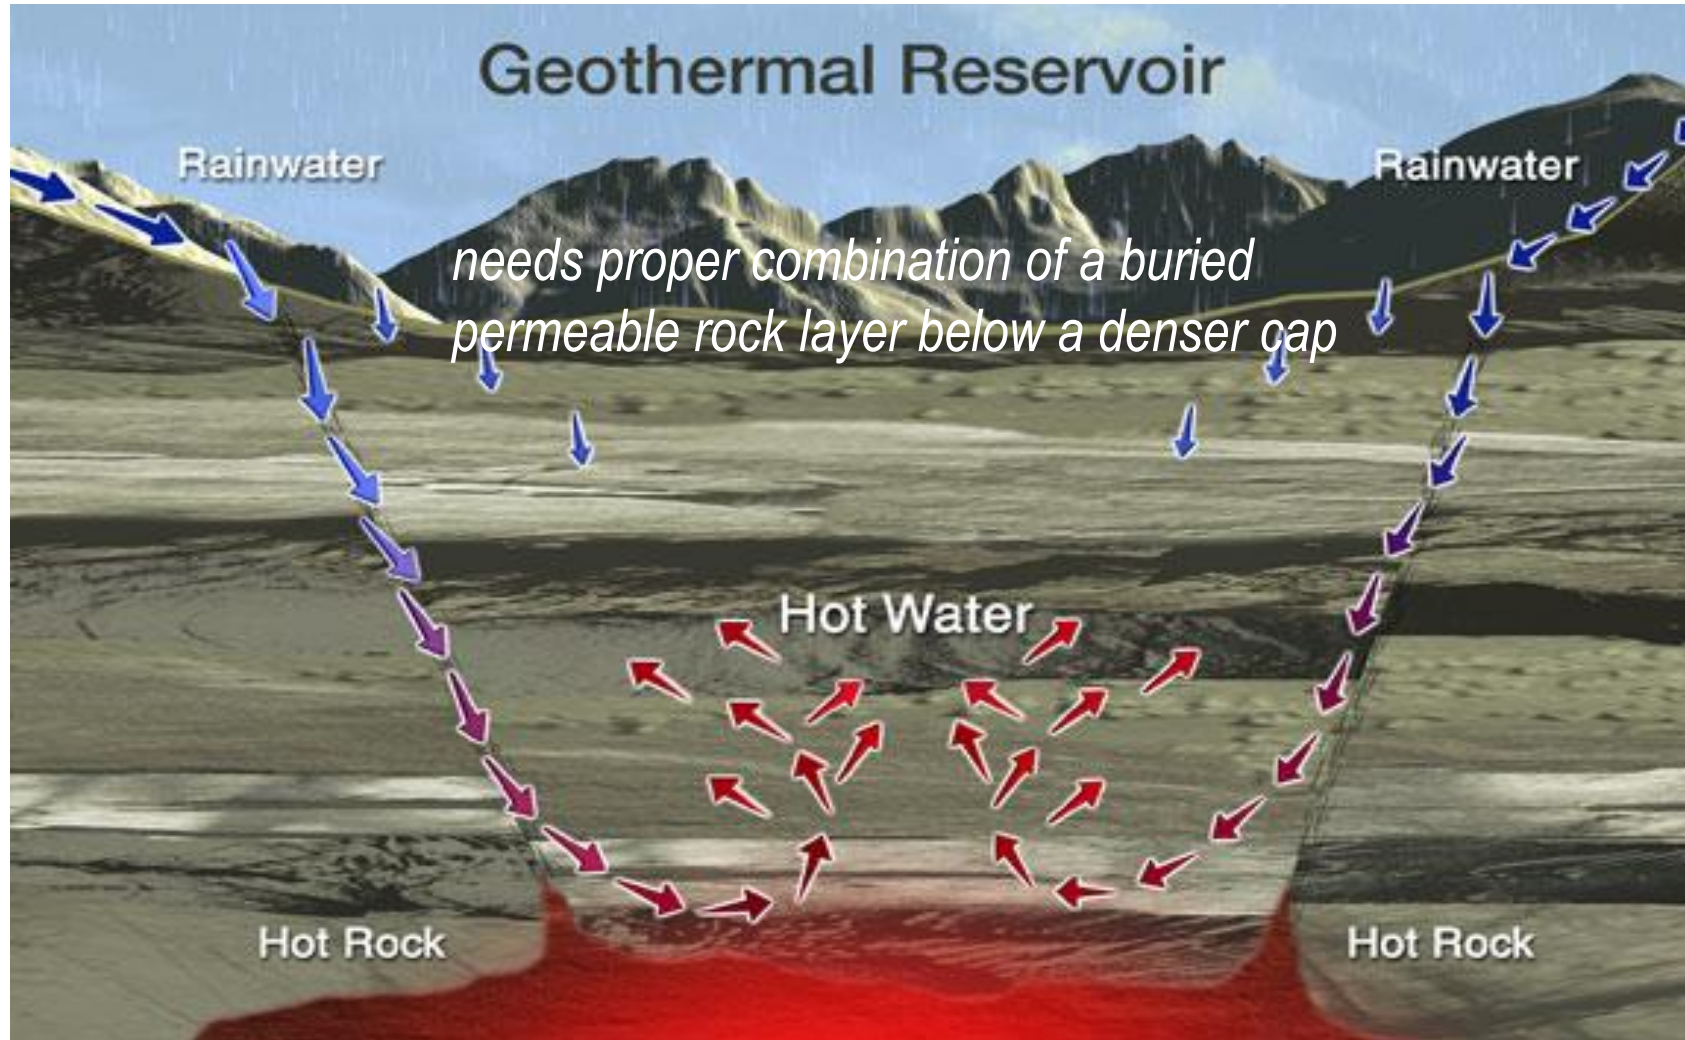 Geothermal Reservoir
Rainwater
Rainwater
needs proper combination of a buried
permeable rock layer below a denser cap
Hot Water
Hot Rock
Hot Rock